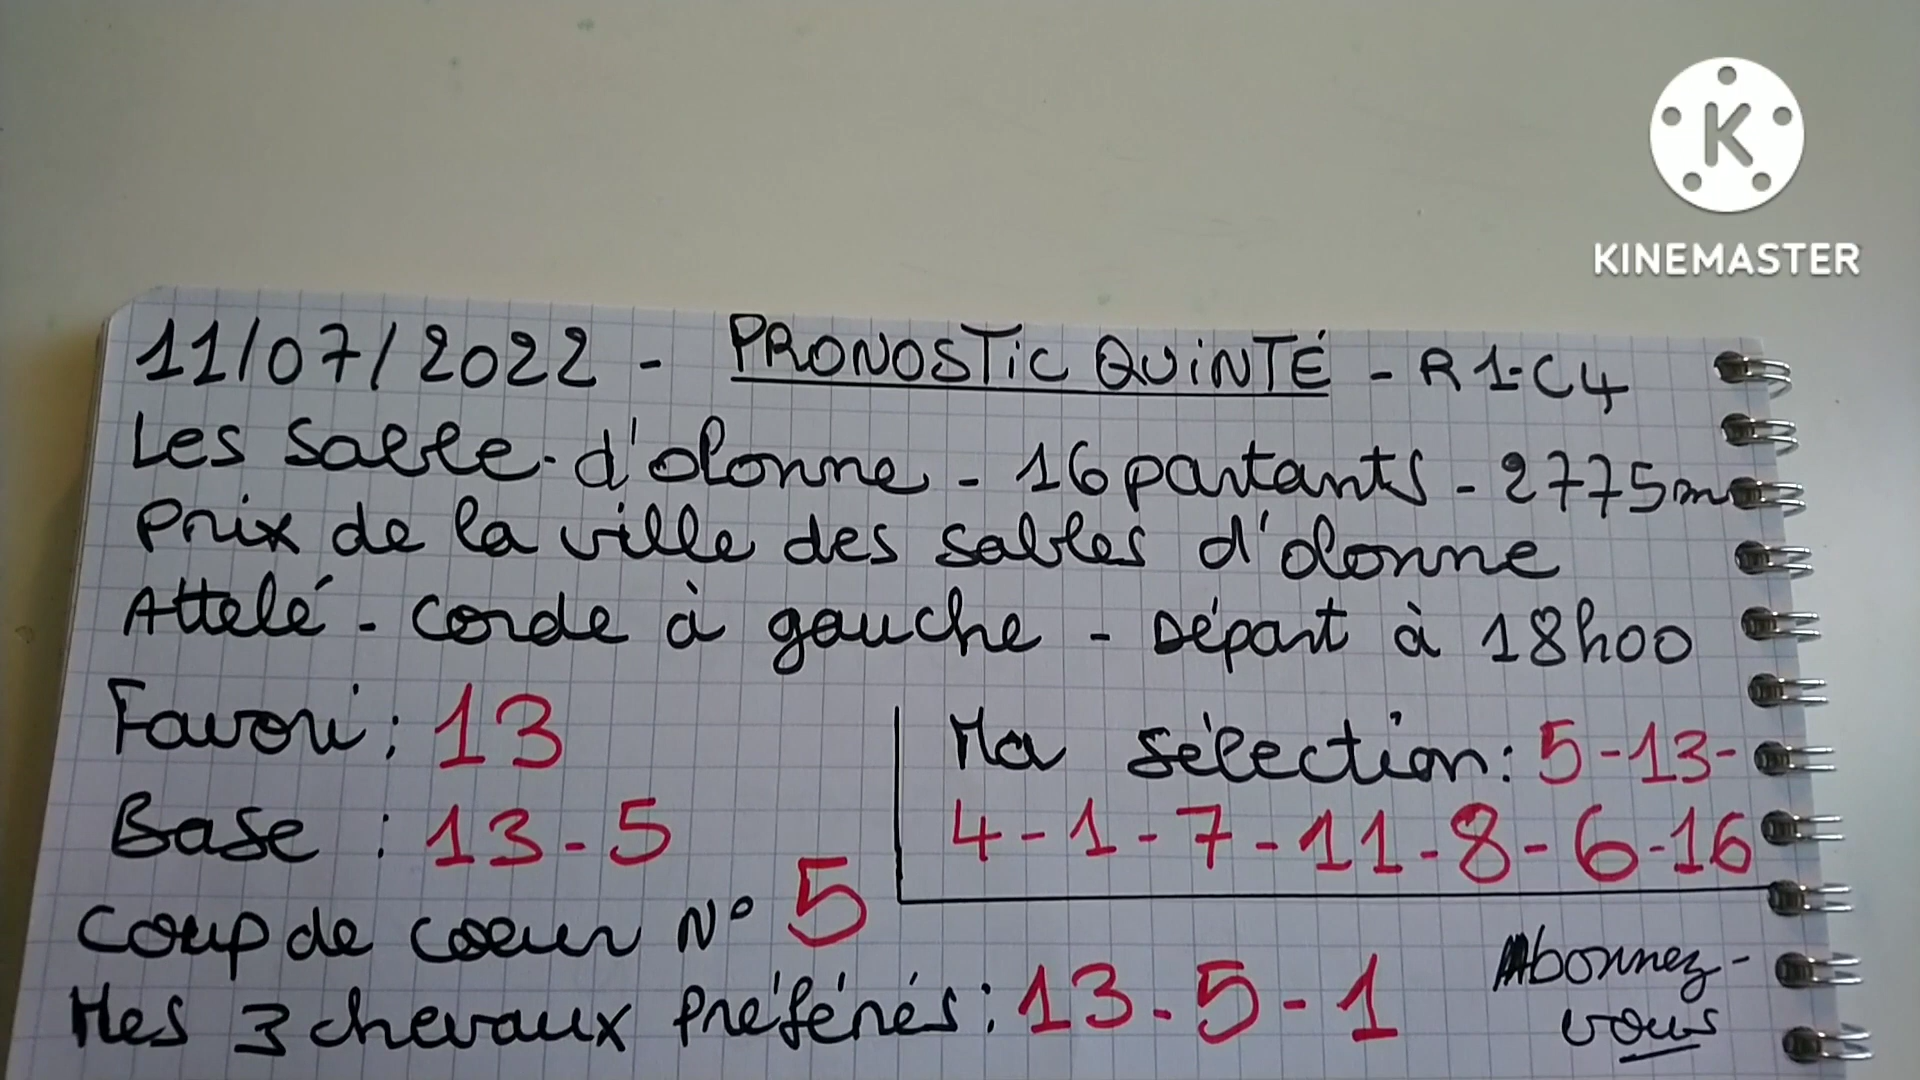 KINEMASTER
11/07/2022 - PRONOSTIC QUINTÉ - R1-C4
Les Sable-d'olonne - 16 partants - 2775m
Prix de la ville des sables d'olonne
Attelé - corde à gauche - Départ à 18h00
Favori : 13
Base : 13-5
Ma sélection: 5-13-
4-1-7-11-8-6-16
Coup de coeur N° 5
Mes 3 chevaux préférés: 13-5-1
Abonnez-
vous